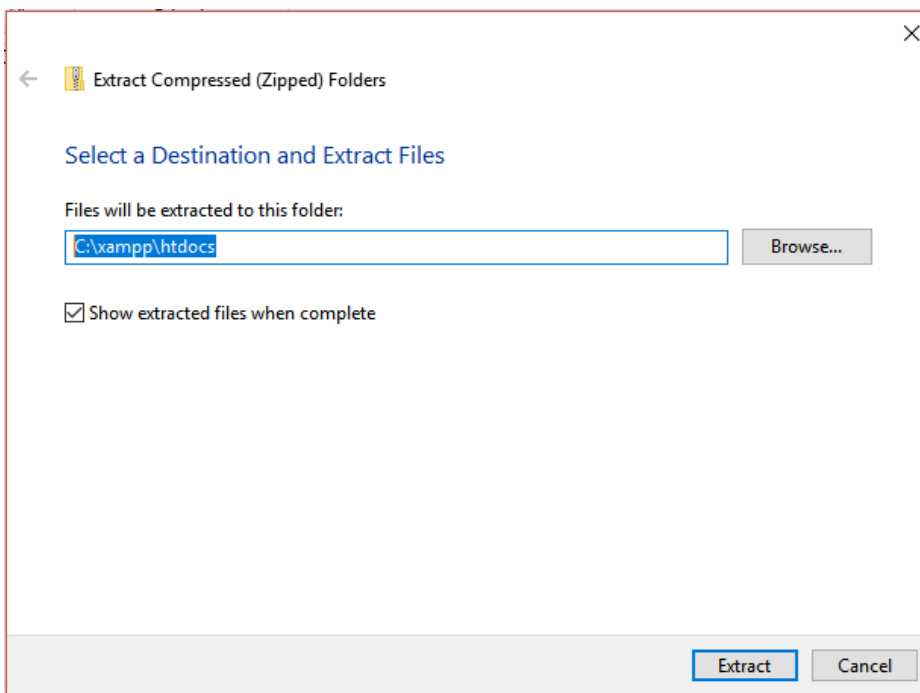 Extract Compressed (Zipped) Folders
Select a Destination and Extract Files
Files will be extracted to this folder:
C:\xampp\htdocs
Browse...
Show extracted files when complete
Extract
Cancel